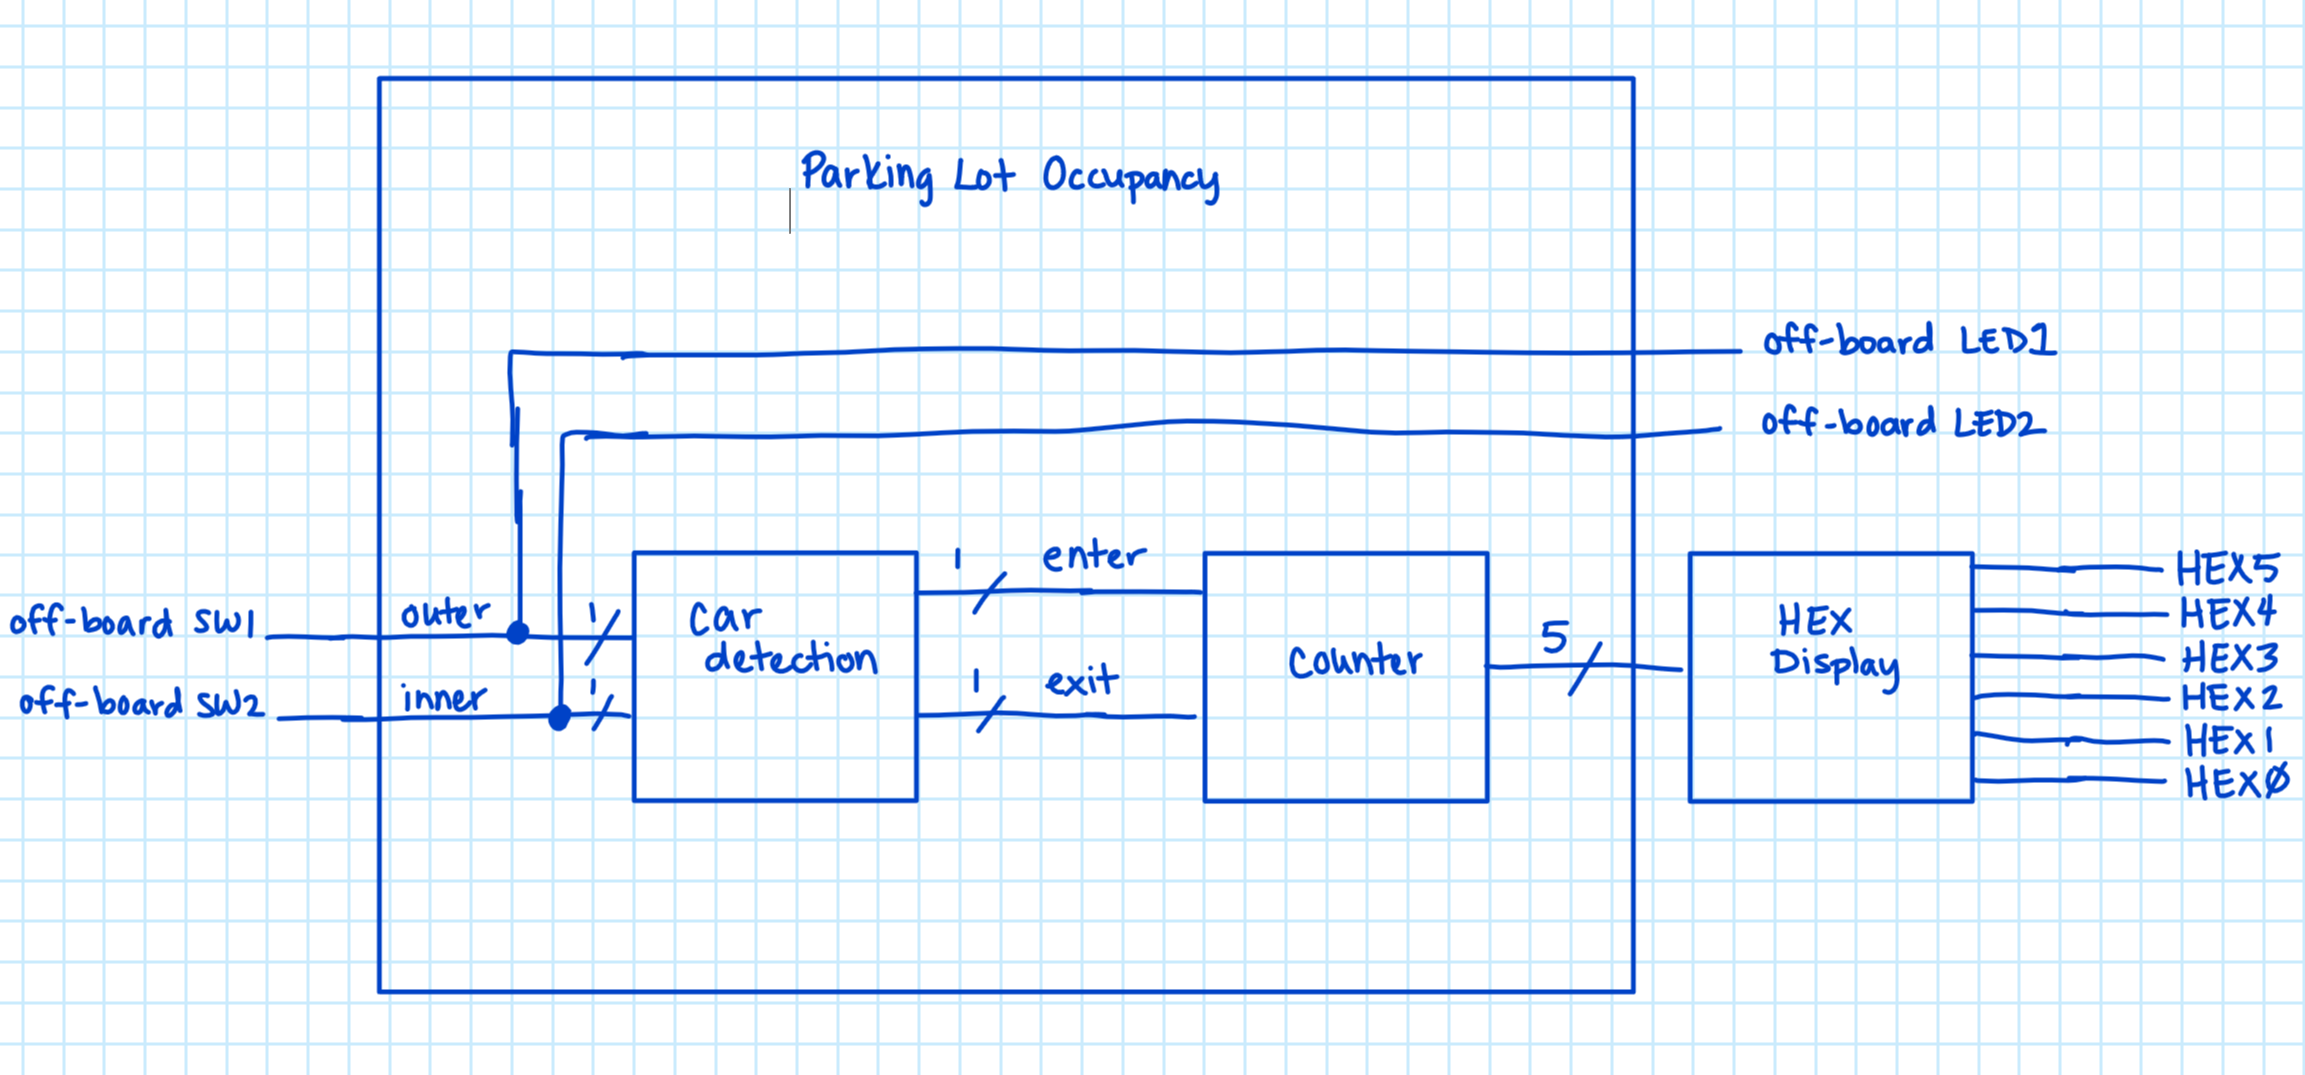 Parking Lot Occupancy
off-board LED1
off-board LED2
off-board SW1
outer
1
off-board SW2
inner
1
Car
detection
1
enter
1
exit
Counter
5
HEX
Display
HEX5
HEX4
HEX3
HEX2
HEX1
HEX0